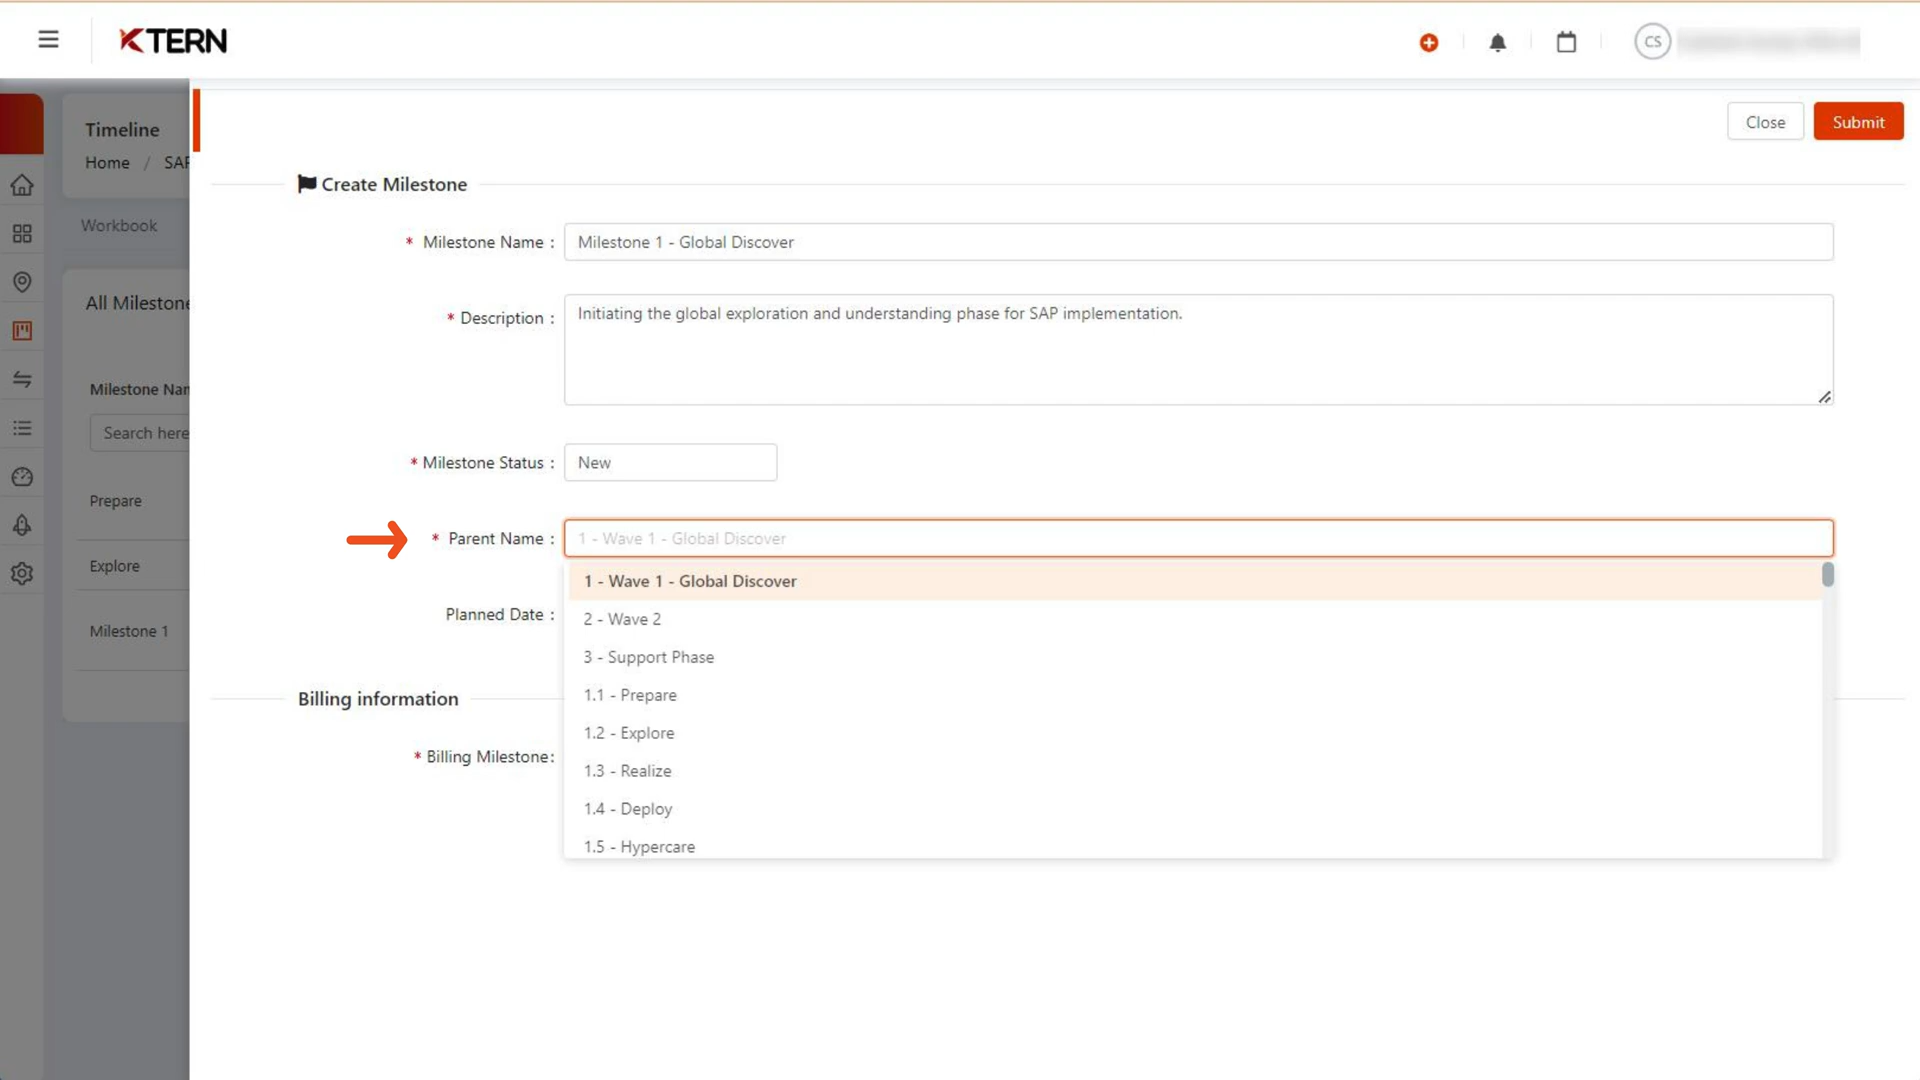 KTERN
CS
Timeline
Home / SAP
Workbook
All Milestone
Milestone Nam
Search here
Prepare
Explore
Milestone 1
Close
Submit
Create Milestone
* Milestone Name :
Milestone 1 - Global Discover
* Description :
Initiating the global exploration and understanding phase for SAP implementation.
* Milestone Status :
New
* Parent Name :
1 - Wave 1 - Global Discover
1 - Wave 1 - Global Discover
2 - Wave 2
3 - Support Phase
1.1 - Prepare
1.2 - Explore
1.3 - Realize
1.4 - Deploy
1.5 - Hypercare
Planned Date :
Billing information
* Billing Milestone: